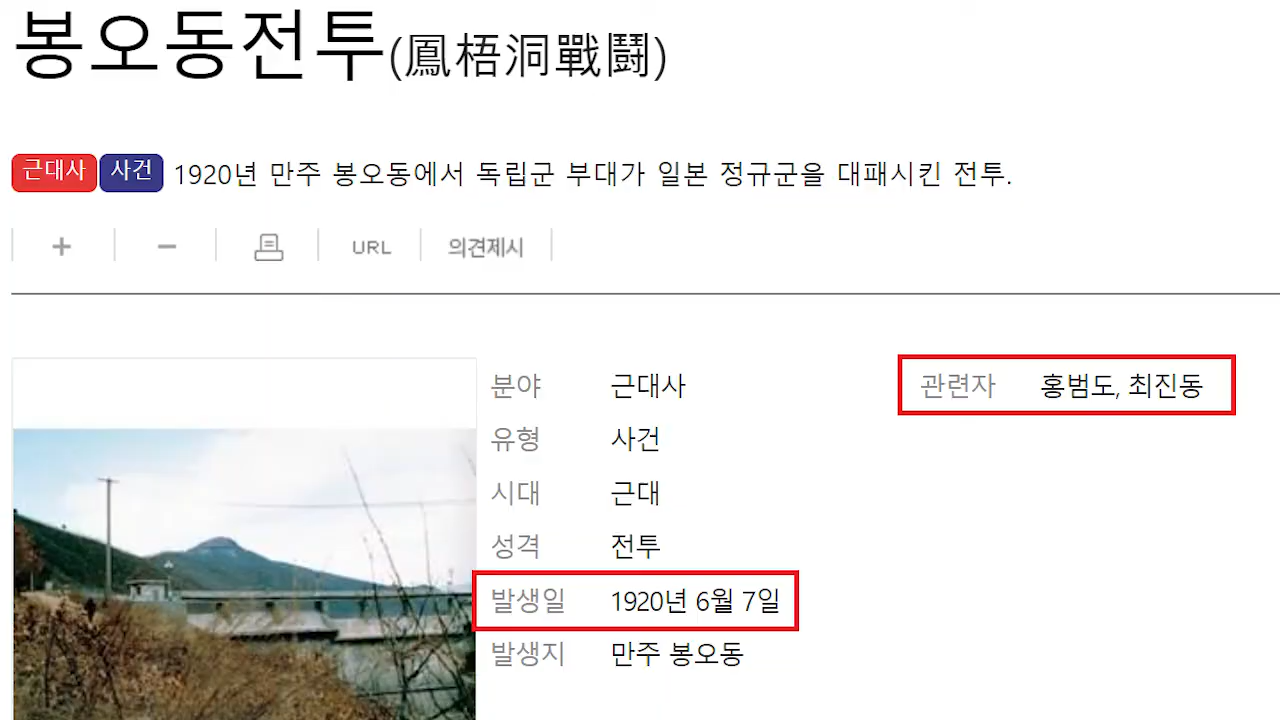 봉오동전투(鳳梧洞戰鬪)
근대사 사건 1920년 만주 봉오동에서 독립군 부대가 일본 정규군을 대패시킨 전투.
+ − URL 의견제시
분야 근대사 관련자 홍범도, 최진동
유형 사건
시대 근대
성격 전투
발생일 1920년 6월 7일
발생지 만주 봉오동